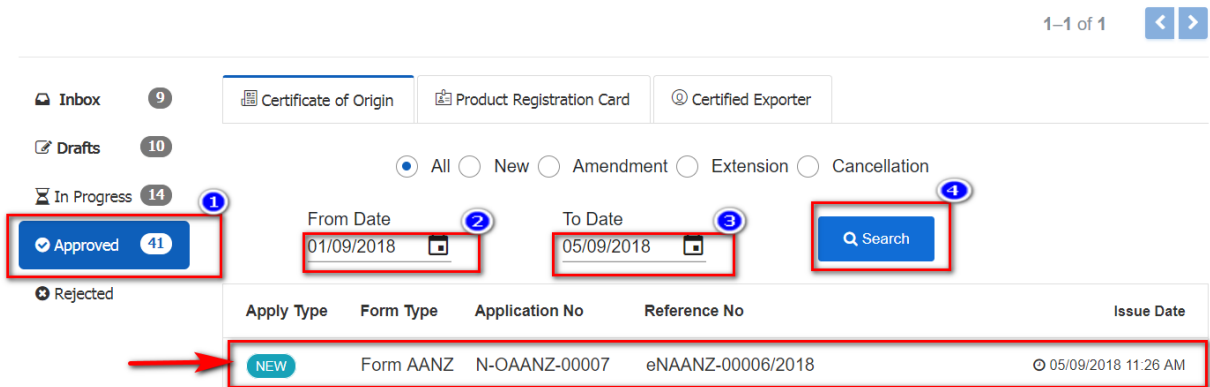 1–1 of 1
Inbox 9
Drafts 10
In Progress 14
1
Approved 41
Rejected
Certificate of Origin Product Registration Card Certified Exporter
All New Amendment Extension Cancellation
From Date 2 To Date 3 4
01/09/2018 05/09/2018 Search
Apply Type Form Type Application No Reference No Issue Date
NEW Form AANZ N-OAANZ-00007 eNAANZ-00006/2018 05/09/2018 11:26 AM